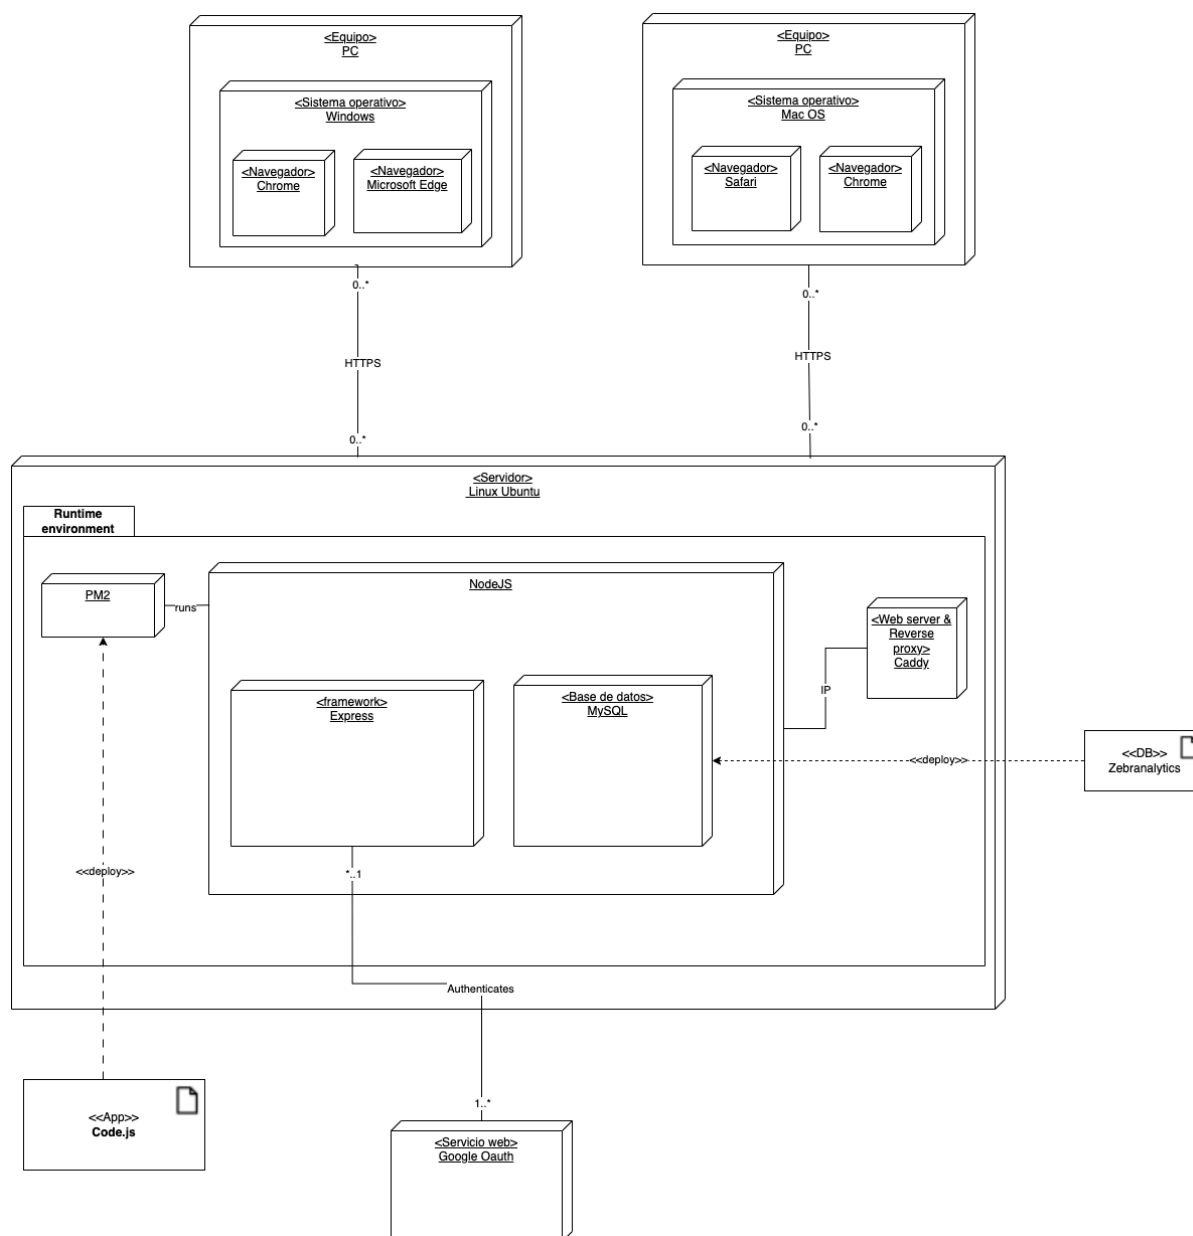 <Equipo>
PC
<Sistema operativo>
Windows
<Navegador>
Chrome
<Navegador>
Microsoft Edge
<Equipo>
PC
<Sistema operativo>
Mac OS
<Navegador>
Safari
<Navegador>
Chrome
0..*
HTTPS
0..*
0..*
HTTPS
0..*
<Servidor>
Linux Ubuntu
Runtime
environment
PM2
runs
NodeJS
<framework>
Express
<Base de datos>
MySQL
<Web server &
Reverse
proxy>
Caddy
IP
<<deploy>>
<<DB>>
Zebranalytics
<<deploy>>
*..1
Authenticates
1..*
<<App>>
Code.js
<Servicio web>
Google Oauth